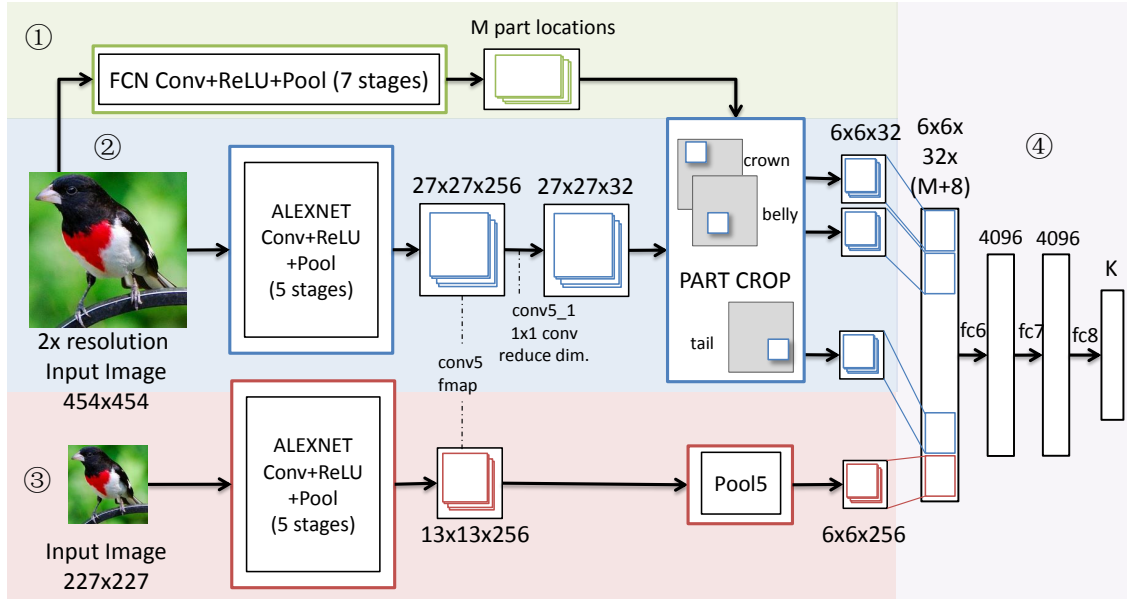 ①
M part locations
FCN Conv+ReLU+Pool (7 stages)
②
2x resolution
Input Image
454x454
ALEXNET
Conv+ReLU
+Pool
(5 stages)
27x27x256
27x27x32
conv5_1
1x1 conv
reduce dim.
conv5
fmap
crown
belly
PART CROP
tail
6x6x32
③
Input Image
227x227
ALEXNET
Conv+ReLU
+Pool
(5 stages)
13x13x256
Pool5
6x6x256
④
6x6x
32x
(M+8)
fc6
4096
fc7
4096
fc8
K